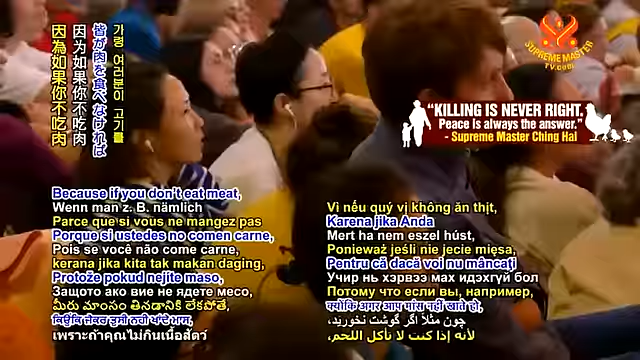 가령 여러분이 고기를
皆が肉を食べなければ
因为如果你不吃肉
因為如果你不吃肉
SUPREME MASTER
TV.com
"KILLING IS NEVER RIGHT.
Peace is always the answer."
- Supreme Master Ching Hai
Because if you don't eat meat,
Wenn man z. B. nämlich
Parce que si vous ne mangez pas
Porque si ustedes no comen carne,
Pois se você não come carne,
kerana jika kita tak makan daging,
Protože pokud nejíte maso,
Защото ако вие не ядете месо,
మీరు మాంసం తినడానికి లేకపోతే,
ਕਿਉਂਕਿ ਜੇਕਰ ਤੁਸੀ ਨਹੀ ਖਾਂਦੇ ਮਾਸ,
เพราะถ้าคุณไม่กินเนื้อสัตว์
Vì nếu quý vị không ăn thịt,
Karena jika Anda
Mert ha nem eszel húst,
Ponieważ jeśli nie jecie mięsa,
Pentru că dacă voi nu mâncați
Учир нь хэрвээ мах идэхгүй бол
Потому что если вы, например,
क्योंकि अगर आप मांस नहीं खाते हो,
چون مثلاً اگر گوشت نخورید،
لأنه إذا كنت لا تأكل اللحم،